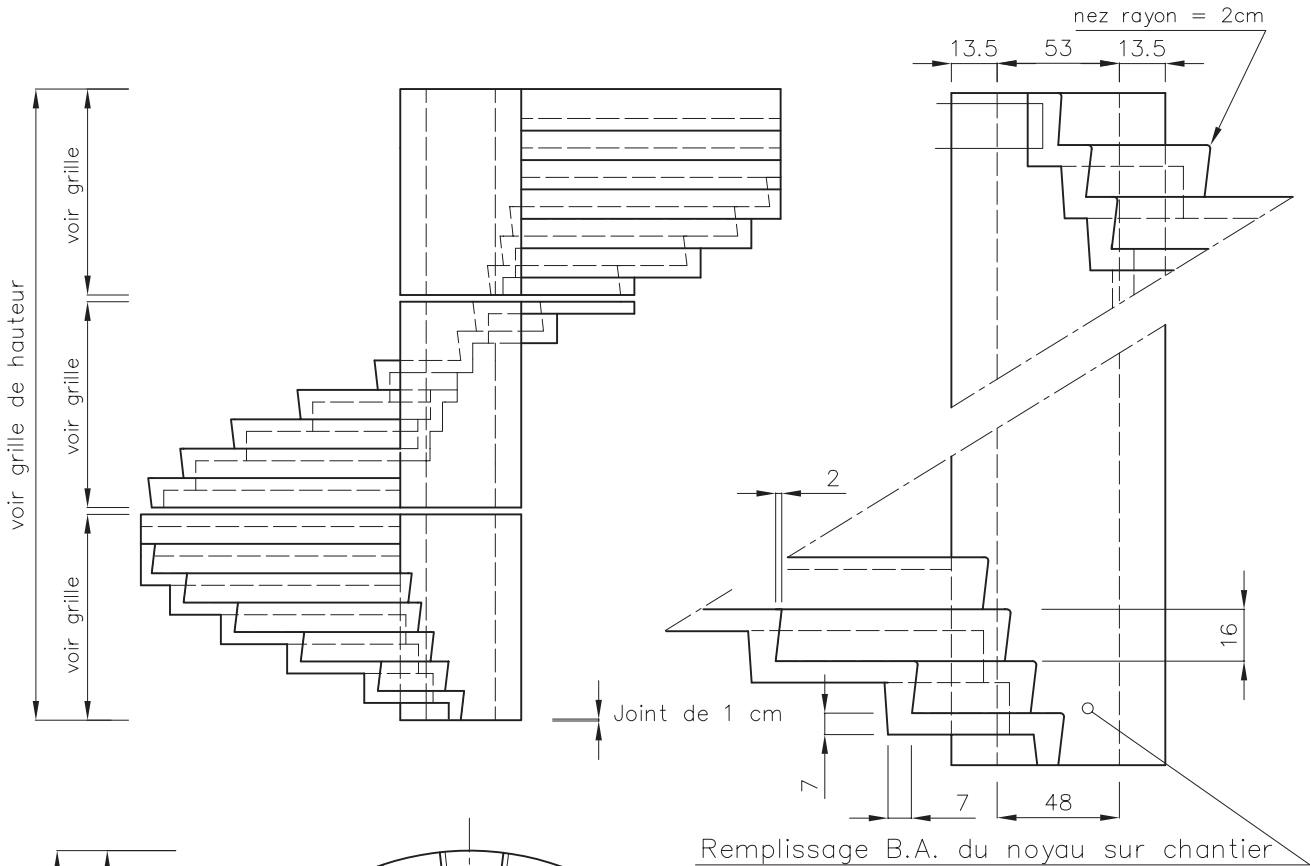 nez rayon = 2cm
13.5
53
13.5
voir grille de hauteur
voir grille
voir grille
voir grille
2
16
Joint de 1 cm
7
7
48
Remplissage B.A. du noyau sur chantier